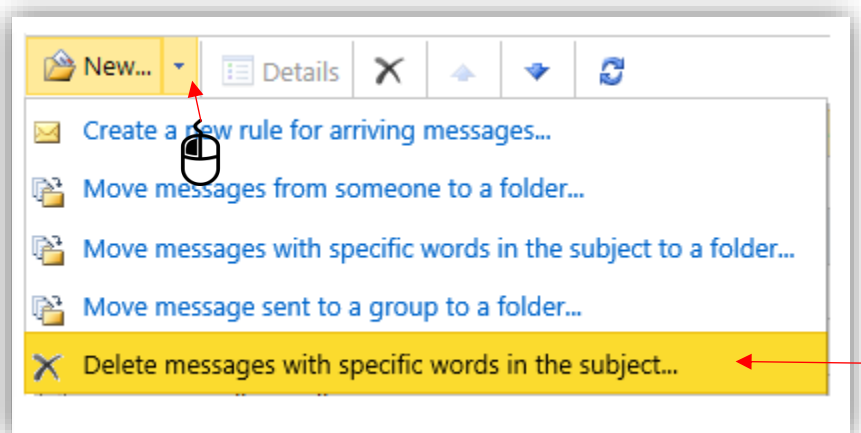 New... Details
Create a new rule for arriving messages...
Move messages from someone to a folder...
Move messages with specific words in the subject to a folder...
Move message sent to a group to a folder...
Delete messages with specific words in the subject...